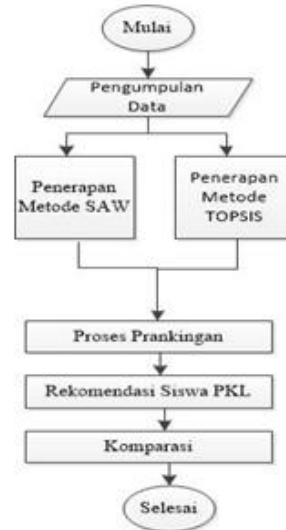 Mulai
Pengumpulan
Data
Penerapan
Metode SAW
Penerapan
Metode
TOPSIS
Proses Prankingan
Rekomendasi Siswa PKL
Komparasi
Selesai